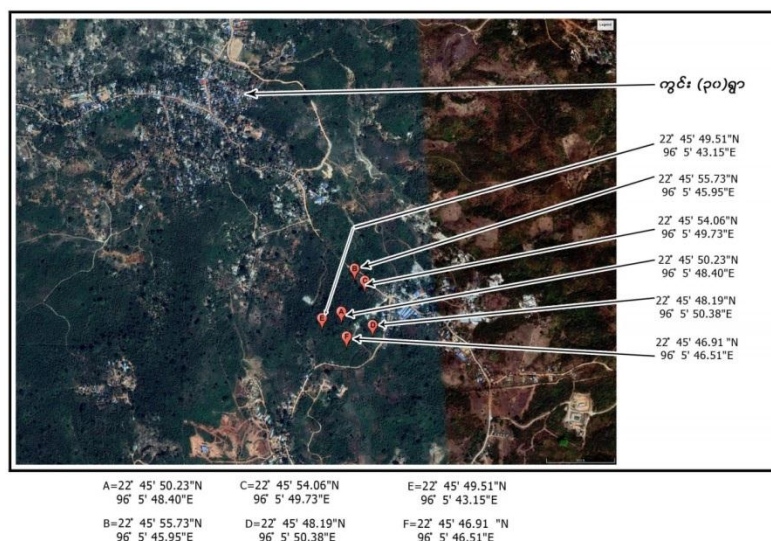 Legend
ကွင်း (၃၀)ရွာ
22° 45' 49.51"N
96° 5' 43.15"E
22° 45' 55.73"N
96° 5' 45.95"E
22° 45' 54.06"N
96° 5' 49.73"E
22° 45' 50.23"N
96° 5' 48.40"E
22° 45' 48.19"N
96° 5' 50.38"E
22° 45' 46.91 "N
96° 5' 46.51"E
B
C
A
E
D
F
A=22° 45' 50.23"N C=22° 45' 54.06"N E=22° 45' 49.51"N
96° 5' 48.40"E 96° 5' 49.73"E 96° 5' 43.15"E
B=22° 45' 55.73"N D=22° 45' 48.19"N F=22° 45' 46.91 "N
96° 5' 45.95"E 96° 5' 50.38"E 96° 5' 46.51"E